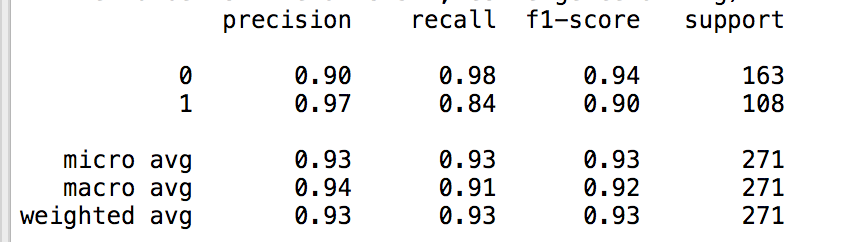 precision recall f1-score support
0 0.90 0.98 0.94 163
1 0.97 0.84 0.90 108
micro avg 0.93 0.93 0.93 271
macro avg 0.94 0.91 0.92 271
weighted avg 0.93 0.93 0.93 271